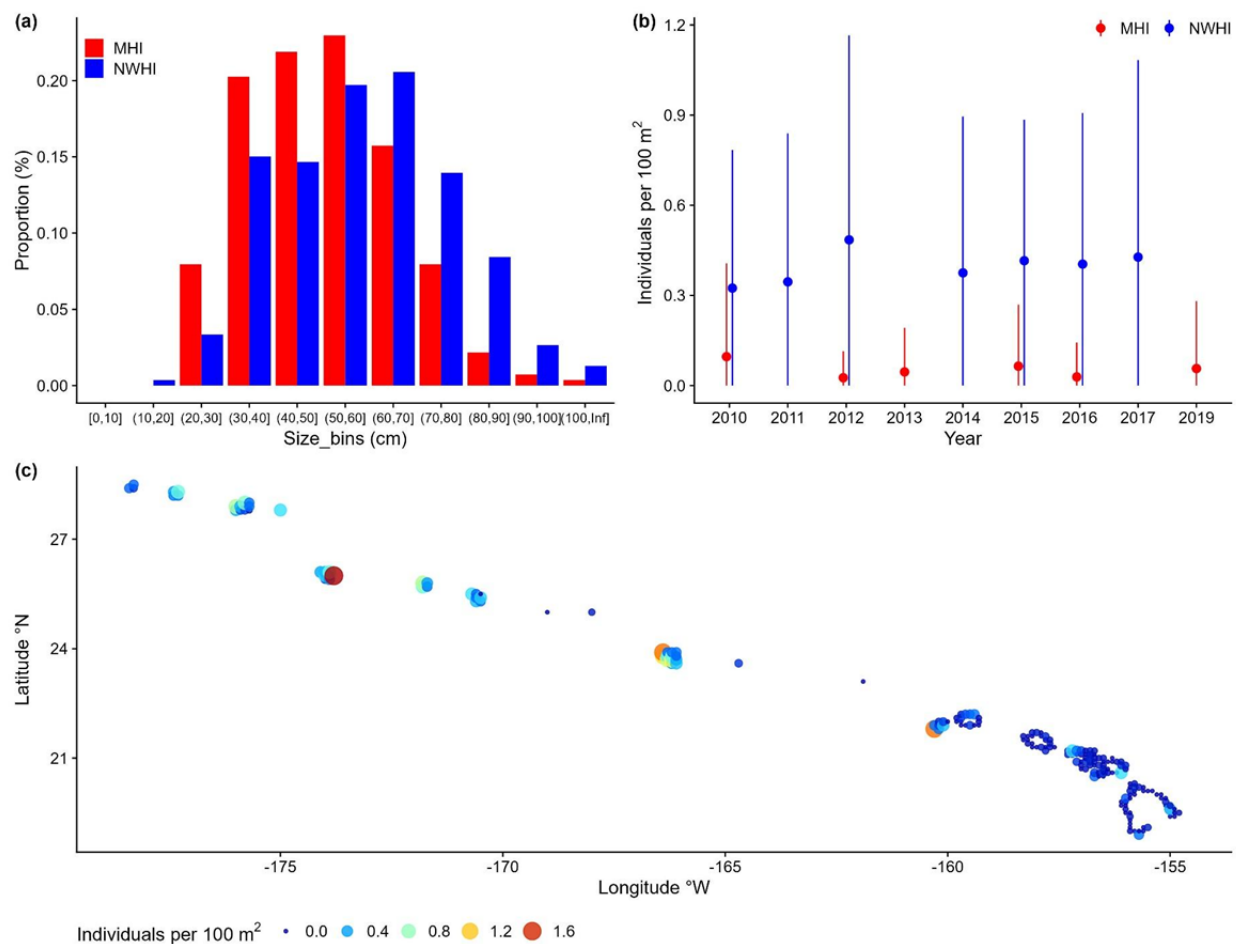 (a)
MHI
NWHI
0.20
0.15
0.10
0.05
0.00
Proportion (%)
[0,10] (10,20] (20,30] (30,40] (40,50] (50,60] (60,70] (70,80] (80,90] (90,100] (100,Inf]
Size_bins (cm)
(b)
MHI NWHI
1.2
0.9
0.6
0.3
0.0
Individuals per 100 m²
2010 2011 2012 2013 2014 2015 2016 2017 2019
Year
(c)
27
24
21
Latitude °N
-175 -170 -165 -160 -155
Longitude °W
Individuals per 100 m² 0.0 0.4 0.8 1.2 1.6